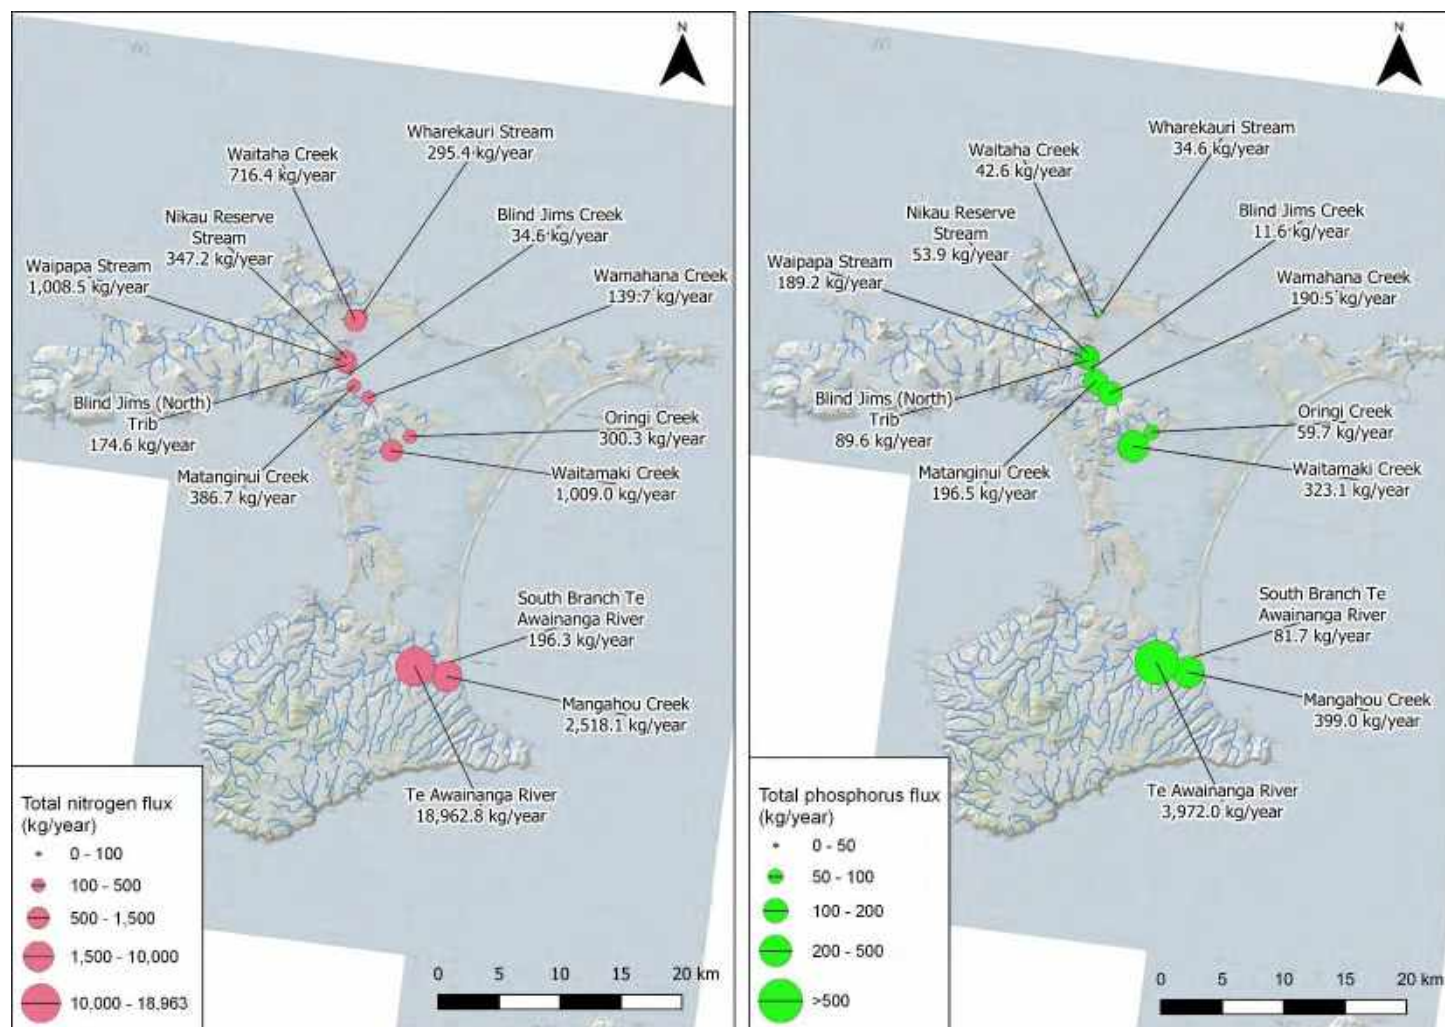 N
Wharekauri Stream
295.4 kg/year
Waitaha Creek
716.4 kg/year
Nikau Reserve
Stream
347.2 kg/year
Blind Jims Creek
34.6 kg/year
Waipapa Stream
1,008.5 kg/year
Wamahana Creek
139.7 kg/year
Blind Jims (North)
Trib
174.6 kg/year
Oringi Creek
300.3 kg/year
Matanginui Creek
386.7 kg/year
Waitamaki Creek
1,009.0 kg/year
South Branch Te
Awainanga River
196.3 kg/year
Mangahou Creek
2,518.1 kg/year
Te Awainanga River
18,962.8 kg/year
Total nitrogen flux
(kg/year)
0 - 100
100 - 500
500 - 1,500
1,500 - 10,000
10,000 - 18,963
0 5 10 15 20 km
N
Wharekauri Stream
34.6 kg/year
Waitaha Creek
42.6 kg/year
Nikau Reserve
Stream
53.9 kg/year
Blind Jims Creek
11.6 kg/year
Waipapa Stream
189.2 kg/year
Wamahana Creek
190.5 kg/year
Blind Jims (North)
Trib
89.6 kg/year
Oringi Creek
59.7 kg/year
Matanginui Creek
196.5 kg/year
Waitamaki Creek
323.1 kg/year
South Branch Te
Awainanga River
81.7 kg/year
Mangahou Creek
399.0 kg/year
Te Awainanga River
3,972.0 kg/year
Total phosphorus flux
(kg/year)
0 - 50
50 - 100
100 - 200
200 - 500
>500
0 5 10 15 20 km